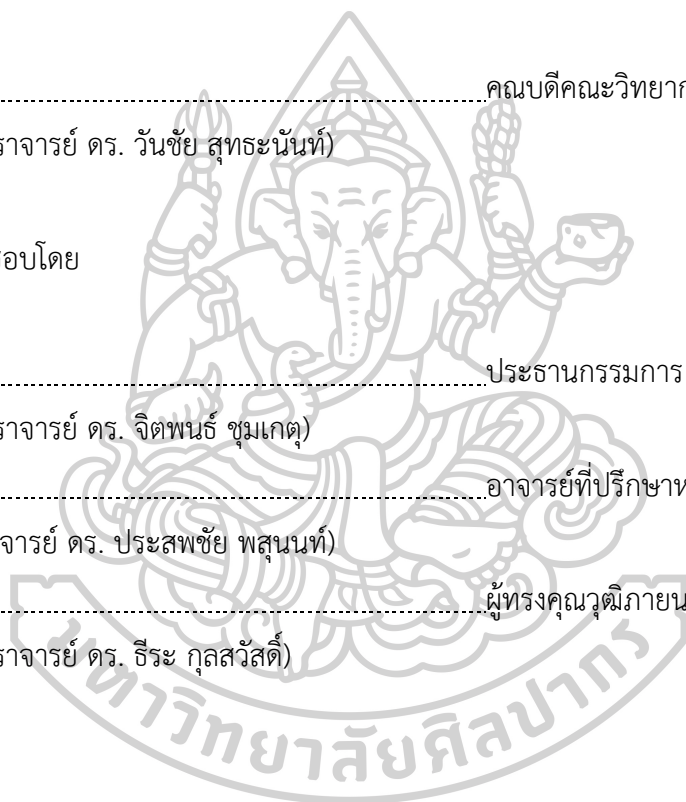 คณบดีคณะวิทยาก
ราจารย์ ดร. วันชัย สุทธะนันท์)
สอบโดย
ประธานกรรมการ
ราจารย์ ดร. จิตพนธ์ ชุมเกตุ)
อาจารย์ที่ปรึกษาห
จารย์ ดร. ประสพชัย พสุนนท์)
ผู้ทรงคุณวุฒิภายน
ราจารย์ ดร. ธีระ กุลสวัสดิ์)
มหาวิทยาลัยศิลปากร